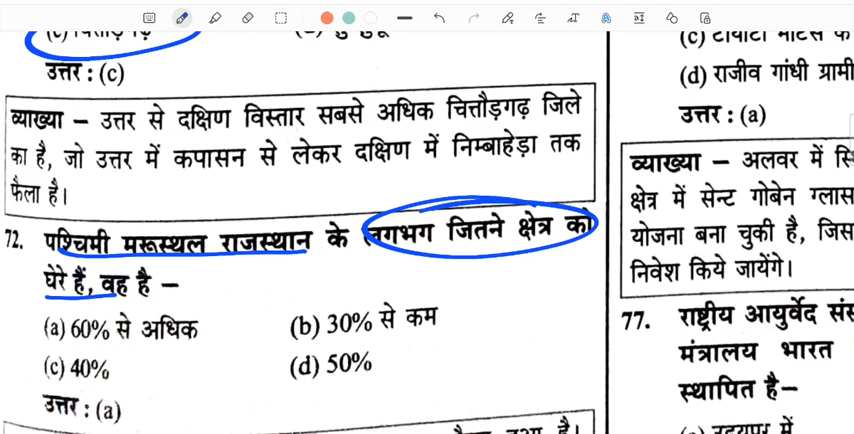 उत्तर : (c)
व्याख्या – उत्तर से दक्षिण विस्तार सबसे अधिक चित्तौड़गढ़ जिले
का है, जो उत्तर में कपासन से लेकर दक्षिण में निम्बाहेड़ा तक
फैला है।
72. पश्चिमी मरूस्थल राजस्थान के लगभग जितने क्षेत्र को
घेरे हैं, वह है –
(a) 60% से अधिक
(b) 30% से कम
(c) 40%
(d) 50%
उत्तर : (a)
(d) राजीव गांधी ग्रामी
उत्तर : (a)
व्याख्या – अलवर में
क्षेत्र में सेन्ट गोबेन ग्लास
योजना बना चुकी है, जिस
निवेश किये जायेंगे।
77. राष्ट्रीय आयुर्वेद संस
मंत्रालय भारत
स्थापित है–